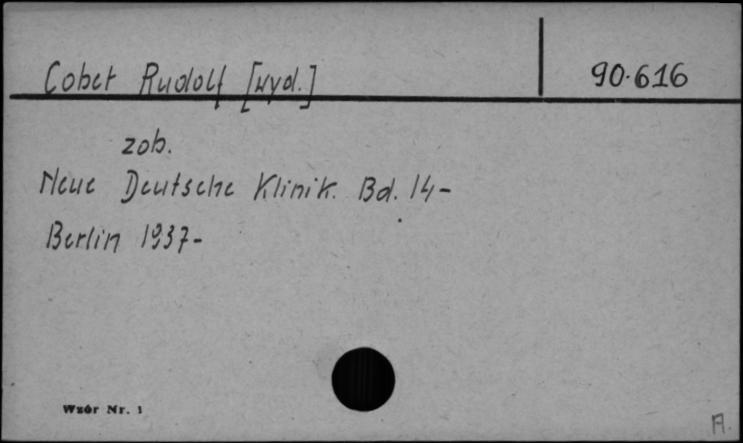 Cobet Rudolf [wyd.]
90.616
zob.
Neue Deutsche Klinik. Bd. 14-
Berlin 1937-
Wzór Nr. 1
A.